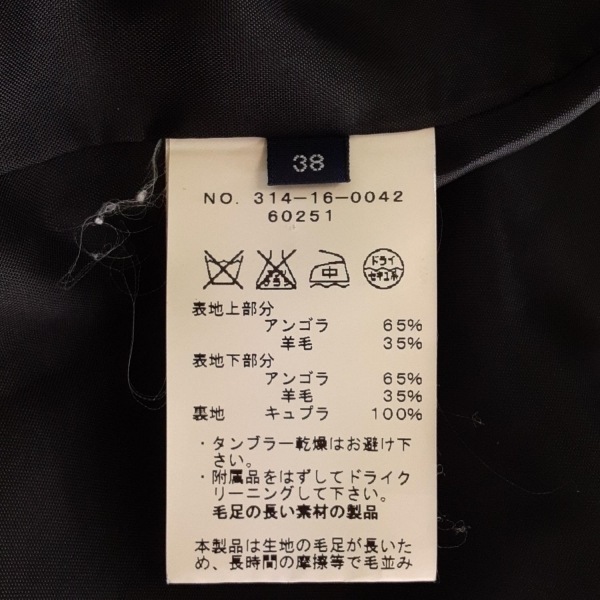 38
NO. 314-16-0042
60251
エンソ サラシ
中
ドライ
セキユ系
表地上部分
アンゴラ 65%
羊毛 35%
表地下部分
アンゴラ 65%
羊毛 35%
裏地 キュプラ 100%
・タンブラー乾燥はお避け下
さい。
・附属品をはずしてドライク
リーニングして下さい。
毛足の長い素材の製品
本製品は生地の毛足が長いた
め、長時間の摩擦等で毛並み